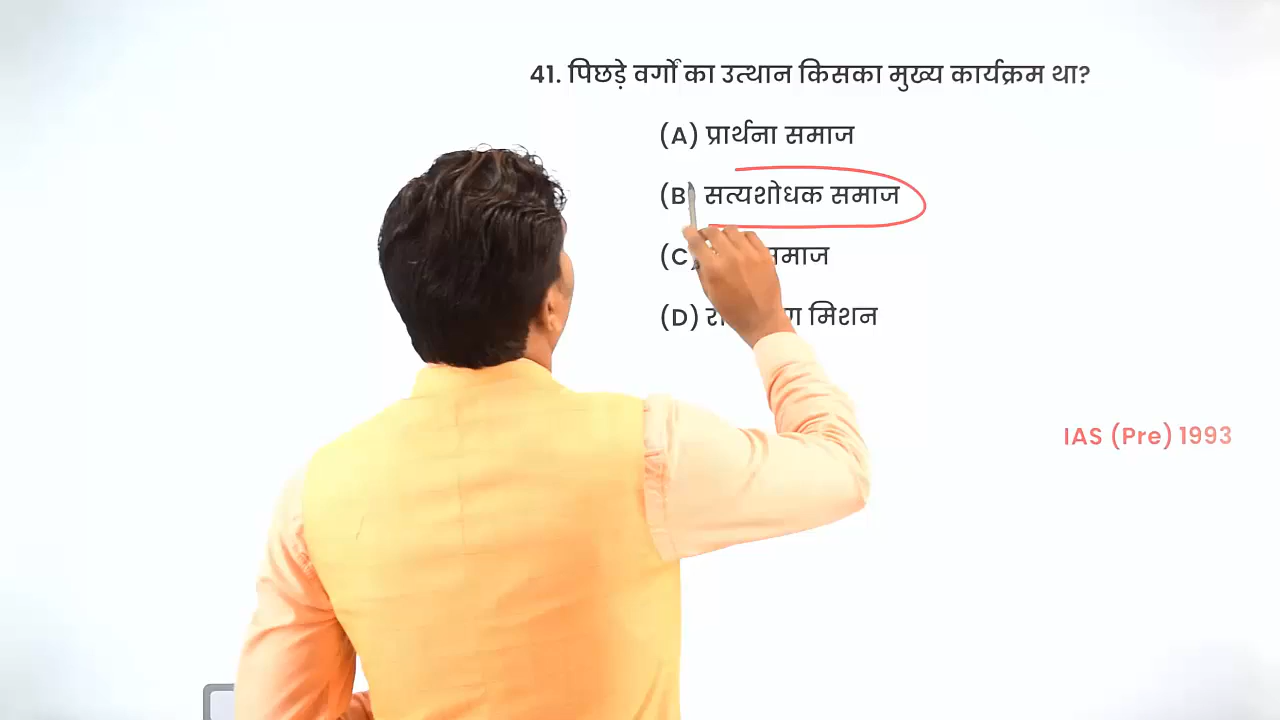 41. पिछड़े वर्गों का उत्थान किसका मुख्य कार्यक्रम था?
(A) प्रार्थना समाज
(B) सत्यशोधक समाज
(C) समाज
(D) मिशन
IAS (Pre) 1993